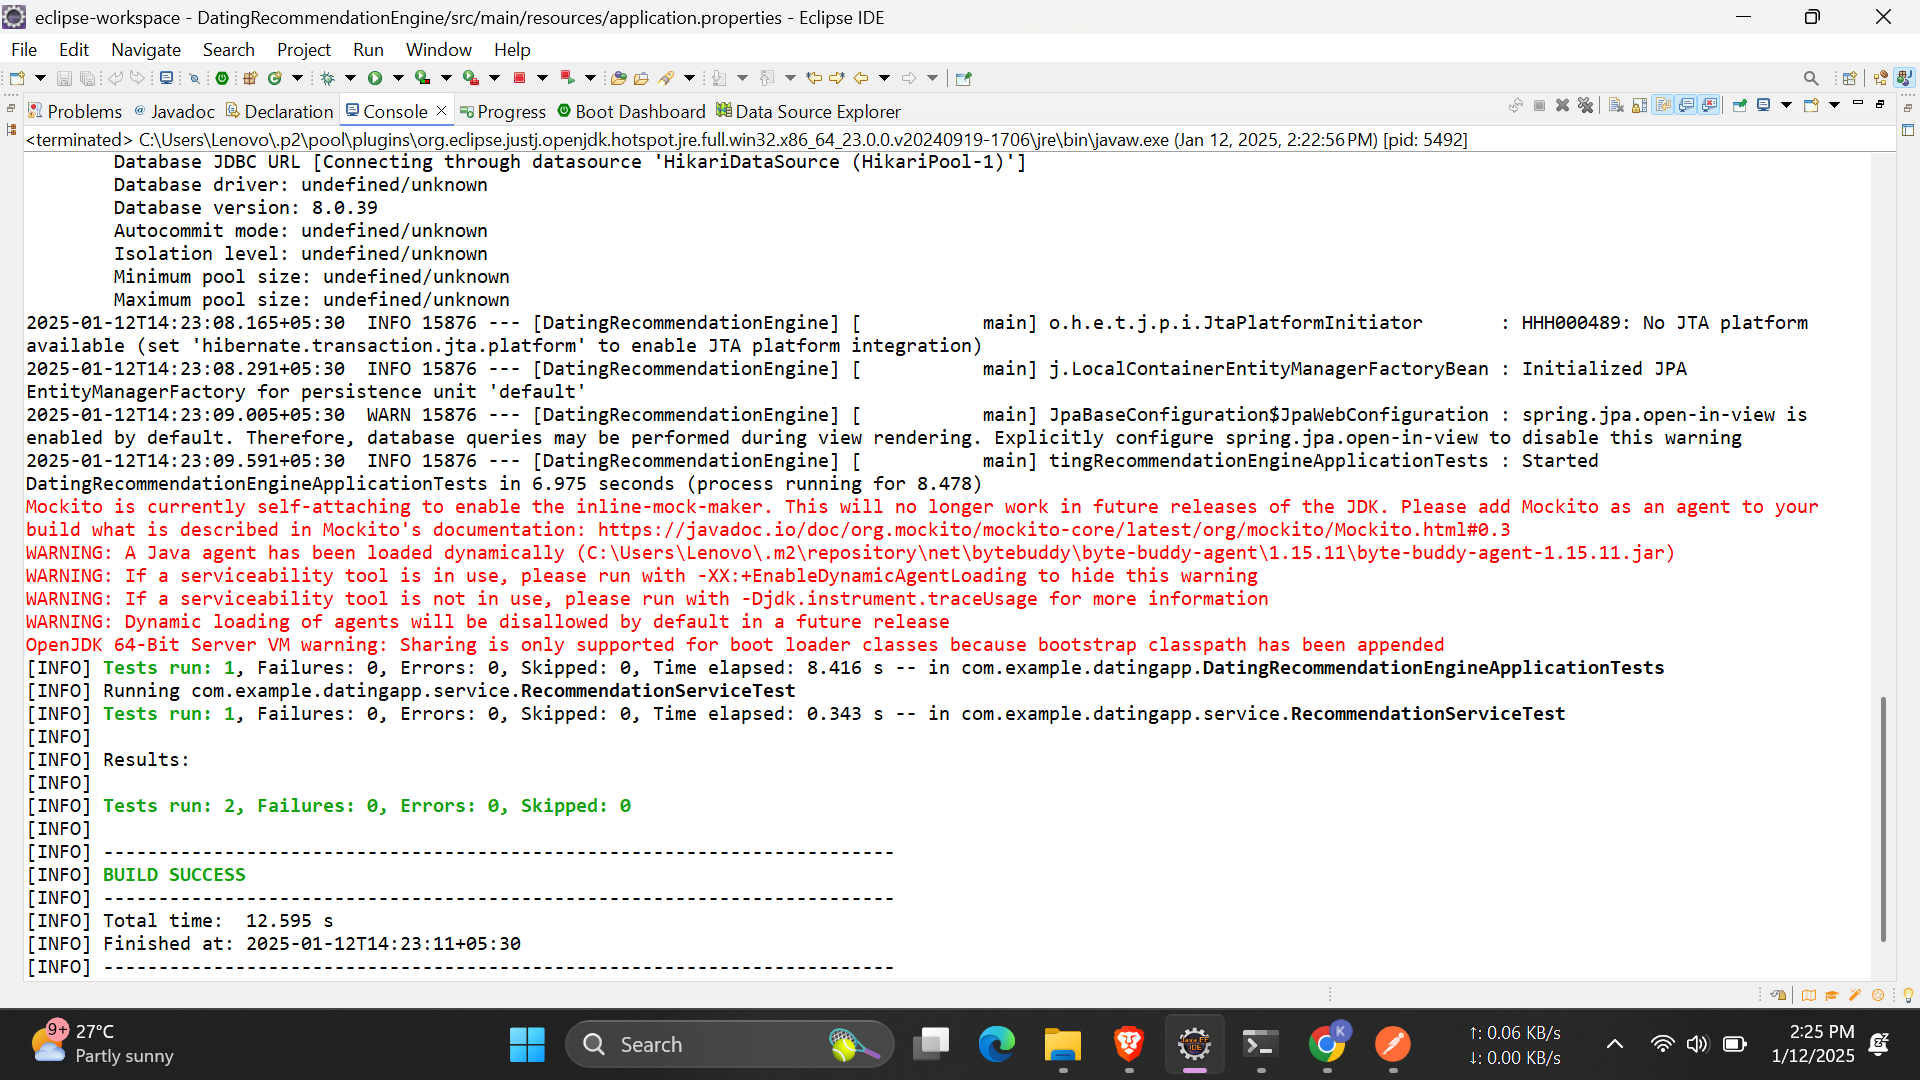 eclipse-workspace - DatingRecommendationEngine/src/main/resources/application.properties - Eclipse IDE
File Edit Navigate Search Project Run Window Help
Problems @ Javadoc Declaration Console Progress Boot Dashboard Data Source Explorer
<terminated> C:\Users\Lenovo\.p2\pool\plugins\org.eclipse.justj.openjdk.hotspot.jre.full.win32.x86_64_23.0.0.v20240919-1706\jre\bin\javaw.exe (Jan 12, 2025, 2:22:56 PM) [pid: 5492]
Database JDBC URL [Connecting through datasource 'HikariDataSource (HikariPool-1)']
Database driver: undefined/unknown
Database version: 8.0.39
Autocommit mode: undefined/unknown
Isolation level: undefined/unknown
Minimum pool size: undefined/unknown
Maximum pool size: undefined/unknown
2025-01-12T14:23:08.165+05:30  INFO 15876 --- [DatingRecommendationEngine] [           main] o.h.e.t.j.p.i.JtaPlatformInitiator       : HHH000489: No JTA platform
available (set 'hibernate.transaction.jta.platform' to enable JTA platform integration)
2025-01-12T14:23:08.291+05:30  INFO 15876 --- [DatingRecommendationEngine] [           main] j.LocalContainerEntityManagerFactoryBean : Initialized JPA
EntityManagerFactory for persistence unit 'default'
2025-01-12T14:23:09.005+05:30  WARN 15876 --- [DatingRecommendationEngine] [           main] JpaBaseConfiguration$JpaWebConfiguration : spring.jpa.open-in-view is
enabled by default. Therefore, database queries may be performed during view rendering. Explicitly configure spring.jpa.open-in-view to disable this warning
2025-01-12T14:23:09.591+05:30  INFO 15876 --- [DatingRecommendationEngine] [           main] tingRecommendationEngineApplicationTests : Started
DatingRecommendationEngineApplicationTests in 6.975 seconds (process running for 8.478)
Mockito is currently self-attaching to enable the inline-mock-maker. This will no longer work in future releases of the JDK. Please add Mockito as an agent to your
build what is described in Mockito's documentation: https://javadoc.io/doc/org.mockito/mockito-core/latest/org/mockito/Mockito.html#0.3
WARNING: A Java agent has been loaded dynamically (C:\Users\Lenovo\.m2\repository\net\bytebuddy\byte-buddy-agent\1.15.11\byte-buddy-agent-1.15.11.jar)
WARNING: If a serviceability tool is in use, please run with -XX:+EnableDynamicAgentLoading to hide this warning
WARNING: If a serviceability tool is not in use, please run with -Djdk.instrument.traceUsage for more information
WARNING: Dynamic loading of agents will be disallowed by default in a future release
OpenJDK 64-Bit Server VM warning: Sharing is only supported for boot loader classes because bootstrap classpath has been appended
[INFO] Tests run: 1, Failures: 0, Errors: 0, Skipped: 0, Time elapsed: 8.416 s -- in com.example.datingapp.DatingRecommendationEngineApplicationTests
[INFO] Running com.example.datingapp.service.RecommendationServiceTest
[INFO] Tests run: 1, Failures: 0, Errors: 0, Skipped: 0, Time elapsed: 0.343 s -- in com.example.datingapp.service.RecommendationServiceTest
[INFO]
[INFO] Results:
[INFO]
[INFO] Tests run: 2, Failures: 0, Errors: 0, Skipped: 0
[INFO]
[INFO] ------------------------------------------------------------------------
[INFO] BUILD SUCCESS
[INFO] ------------------------------------------------------------------------
[INFO] Total time:  12.595 s
[INFO] Finished at: 2025-01-12T14:23:11+05:30
[INFO] ------------------------------------------------------------------------
9+ 27°C
Partly sunny
Search
K
Java EE
IDE
↑: 0.06 KB/s
↓: 0.00 KB/s
2:25 PM
1/12/2025